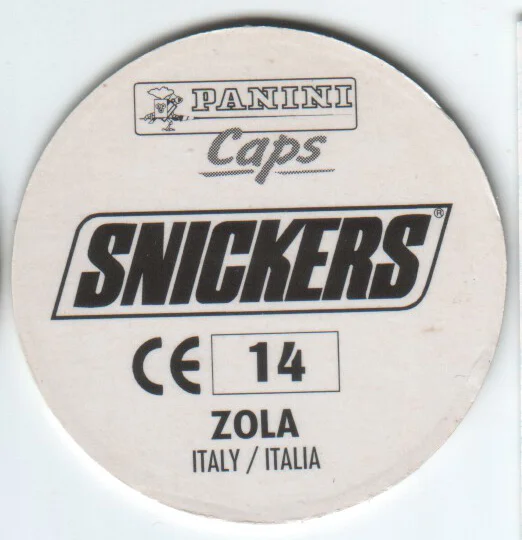 PANINI
Caps
SNICKERS®
CE 14
ZOLA
ITALY / ITALIA